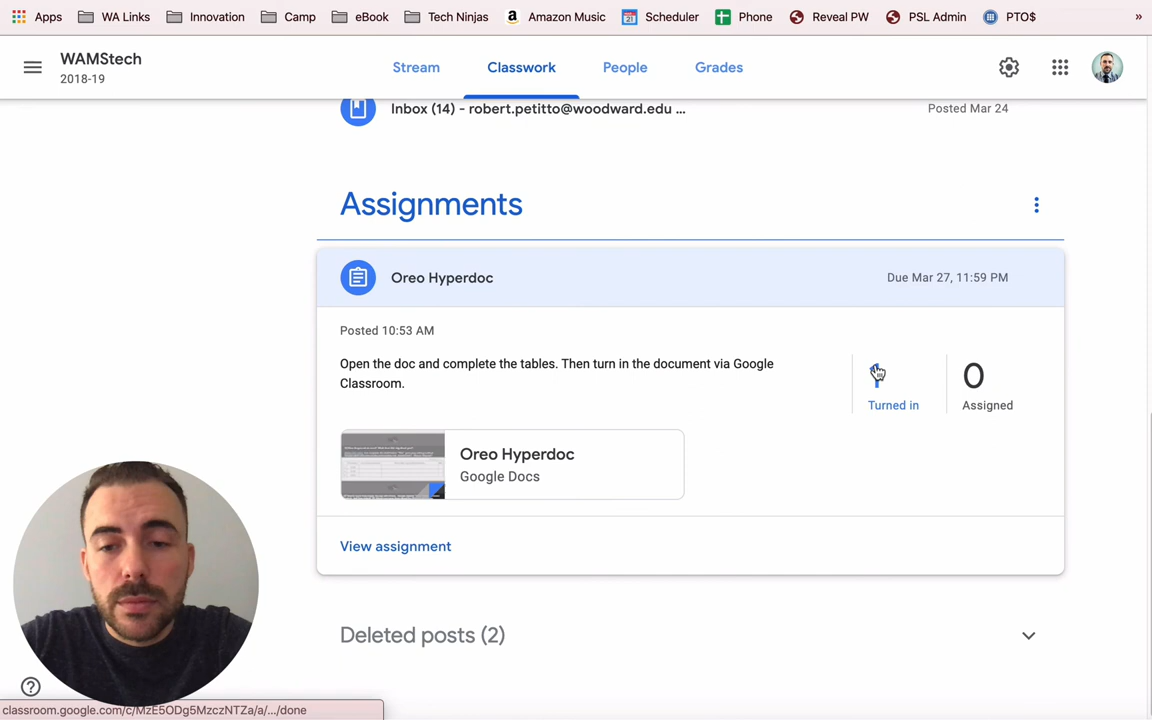 Apps WA Links Innovation Camp eBook Tech Ninjas Amazon Music Scheduler Phone Reveal PW PSL Admin PTO$ »
WAMStech
2018-19
Stream Classwork People Grades
Inbox (14) - robert.petitto@woodward.edu ...
Posted Mar 24
Assignments
Oreo Hyperdoc
Due Mar 27, 11:59 PM
Posted 10:53 AM
Open the doc and complete the tables. Then turn in the document via Google
Classroom.
1
Turned in
0
Assigned
Oreo Hyperdoc
Google Docs
View assignment
Deleted posts (2)
classroom.google.com/c/MzE5ODg5MzczNTZa/a/.../done